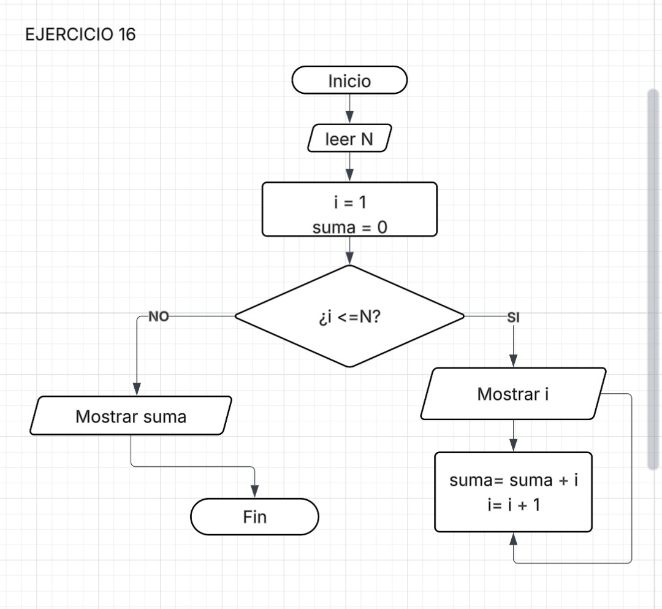 EJERCICIO 16
Inicio
leer N
i = 1
suma = 0
¿i <=N?
NO
SI
Mostrar i
Mostrar suma
suma= suma + i
i= i + 1
Fin